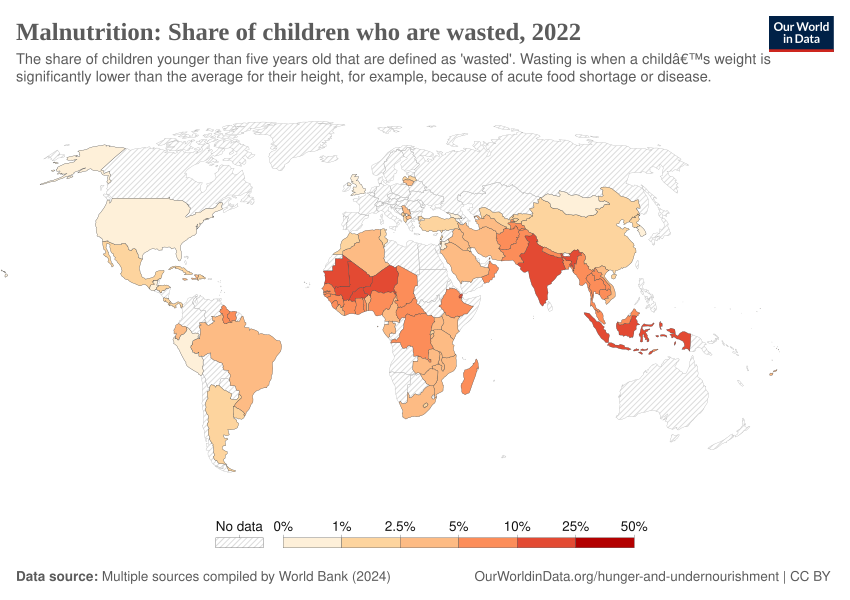 Malnutrition: Share of children who are wasted, 2022
Our World
in Data
The share of children younger than five years old that are defined as 'wasted'. Wasting is when a childâ€™s weight is
significantly lower than the average for their height, for example, because of acute food shortage or disease.
No data 0% 1% 2.5% 5% 10% 25% 50%
Data source: Multiple sources compiled by World Bank (2024)
OurWorldinData.org/hunger-and-undernourishment | CC BY